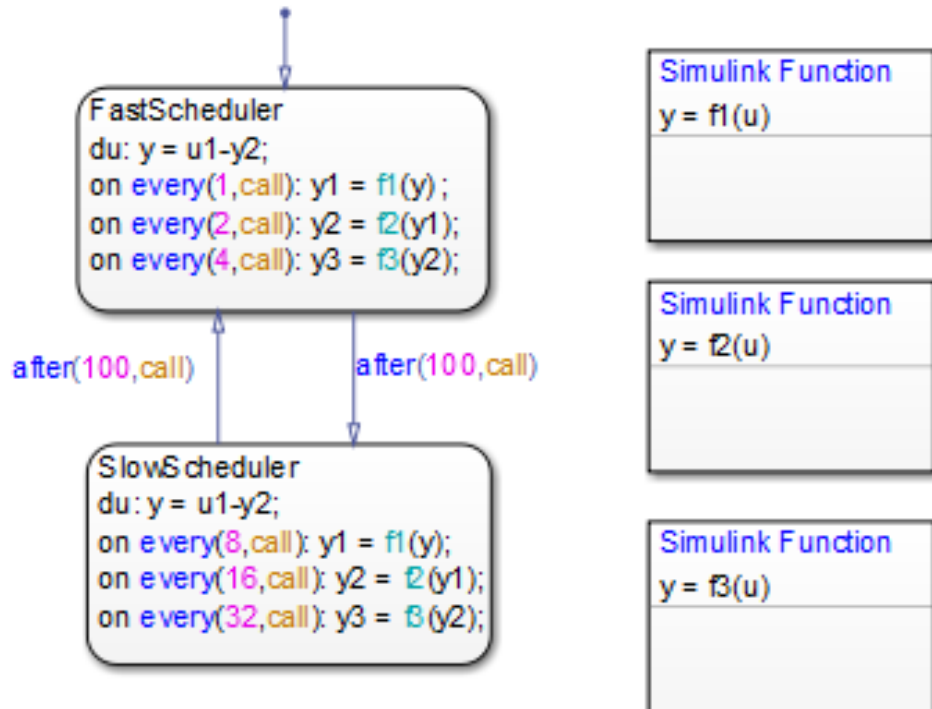 FastScheduler
du: y = u1-y2;
on every(1,call): y1 = f1(y) ;
on every(2,call): y2 = f2(y1);
on every(4,call): y3 = f3(y2);
after(100,call)
after(100,call)
SlowScheduler
du: y = u1-y2;
on every(8,call): y1 = f1(y);
on every(16,call): y2 = f2(y1);
on every(32,call): y3 = f3(y2);
Simulink Function
y = f1(u)
Simulink Function
y = f2(u)
Simulink Function
y = f3(u)